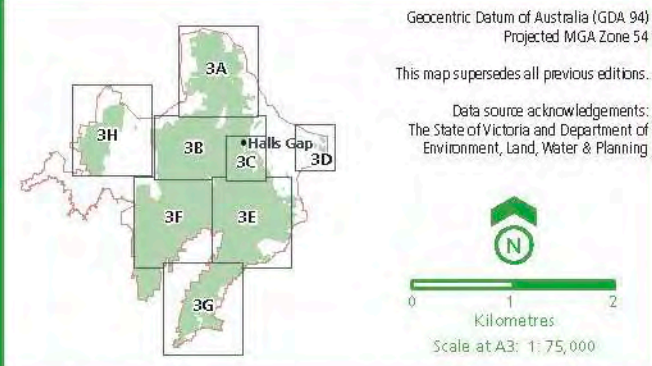 Geocentric Datum of Australia (GDA 94)
Projected MGA Zone 54
This map supersedes all previous editions.
Data source acknowledgements:
The State of Victoria and Department of
Environment, Land, Water & Planning
3A
3H
3B
Halls Gap
3C
3D
3F
3E
3G
N
0 1 2
Kilometres
Scale at A3: 1:75,000